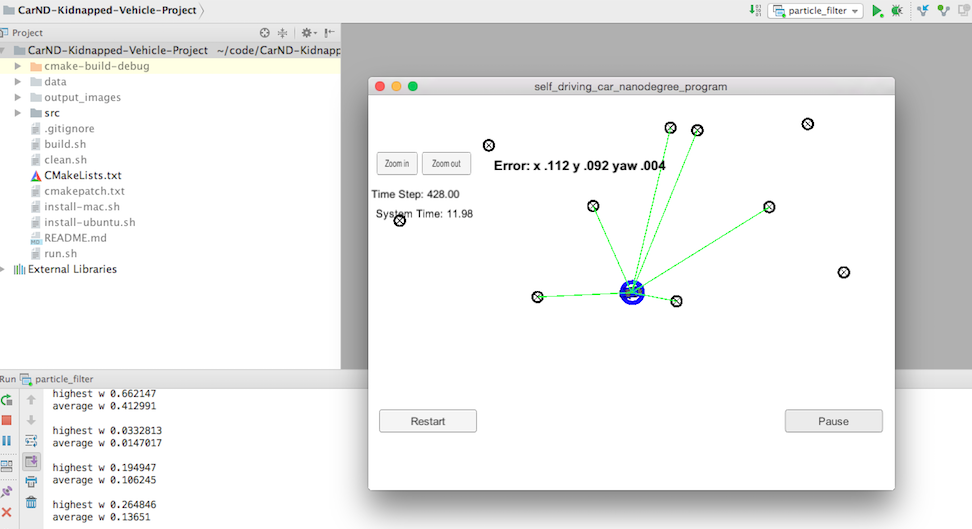 CarND-Kidnapped-Vehicle-Project
particle_filter
Project
CarND-Kidnapped-Vehicle-Project ~/code/CarND-Kidnapp
cmake-build-debug
data
output_images
src
.gitignore
build.sh
clean.sh
CMakeLists.txt
cmakepatch.txt
install-mac.sh
install-ubuntu.sh
README.md
run.sh
External Libraries
self_driving_car_nanodegree_program
Zoom in
Zoom out
Error: x .112 y .092 yaw .004
Time Step: 428.00
System Time: 11.98
Restart
Pause
Run particle_filter
highest w 0.662147
average w 0.412991
highest w 0.0332813
average w 0.0147017
highest w 0.194947
average w 0.106245
highest w 0.264846
average w 0.13651